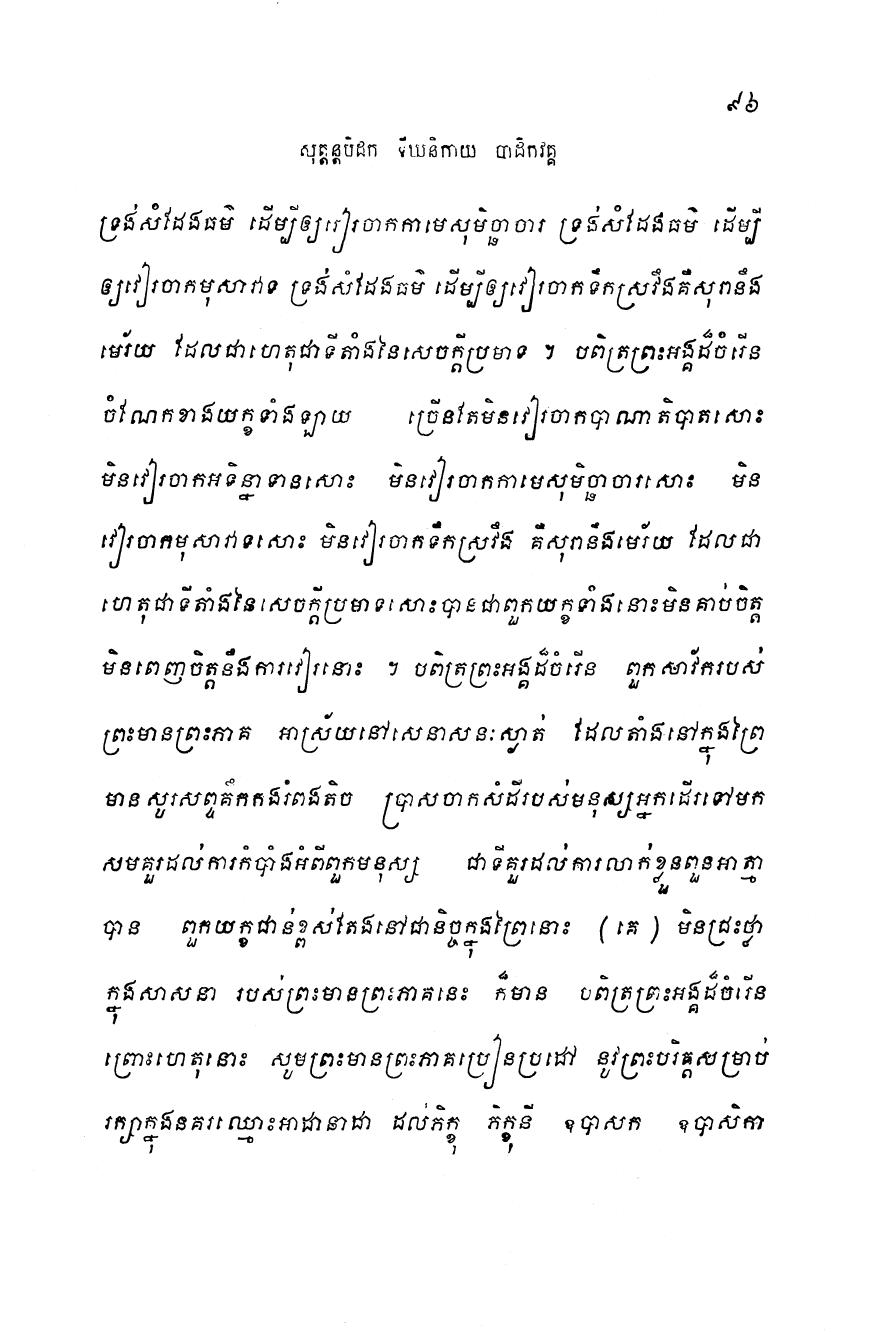 ៩៦
សុត្តន្តបិដក ទីឃនិកាយ បាដិកវគ្គ
ទ្រង់សំដែងធម៌ ដើម្បីឲ្យវៀរចាកកាមេសុមិច្ឆាចារ ទ្រង់សំដែងធម៌ ដើម្បី
ឲ្យវៀរចាកមុសាវាទ ទ្រង់សំដែងធម៌ ដើម្បីឲ្យវៀរចាកទឹកស្រវឹងគឺសុរានឹង
មេរ័យ ដែលជាហេតុជាទីតាំងនៃសេចក្តីប្រមាទ ។ បពិត្រព្រះអង្គដ៏ចំរើន
ចំណែកខាងយក្ខទាំងឡាយ ច្រើនតែមិនវៀរចាកបាណាតិបាតសោះ
មិនវៀរចាកអទិន្នាទានសោះ មិនវៀរចាកកាមេសុមិច្ឆាចារសោះ មិន
វៀរចាកមុសាវាទសោះ មិនវៀរចាកទឹកស្រវឹង គឺសុរានឹងមេរ័យ ដែលជា
ហេតុជាទីតាំងនៃសេចក្តីប្រមាទសោះបានជាពួកយក្ខទាំងនោះមិនគាប់ចិត្ត
មិនពេញចិត្តនឹងការវៀរនោះ ។ បពិត្រព្រះអង្គដ៏ចំរើន ពួកសាវ័ករបស់
ព្រះមានព្រះភាគ អាស្រ័យនៅសេនាសនៈស្ងាត់ ដែលតាំងនៅក្នុងព្រៃ
មានសូរសព្ទគឹកកងរំពងតិច ប្រាសចាកសំដីរបស់មនុស្សអ្នកដើរទៅមក
សមគួរដល់ការកំបាំងអំពីពួកមនុស្ស ជាទីគួរដល់ការលាក់ខ្លួនពួនអាត្មា
បាន ពួកយក្ខជាន់ខ្ពស់តែងនៅជានិច្ចក្នុងព្រៃនោះ ( គេ ) មិនជ្រះថ្លា
ក្នុងសាសនា របស់ព្រះមានព្រះភាគនេះ ក៏មាន បពិត្រព្រះអង្គដ៏ចំរើន
ព្រោះហេតុនោះ សូមព្រះមានព្រះភាគប្រៀនប្រដៅ នូវព្រះបរិត្តសម្រាប់
រក្សាក្នុងនគរឈ្មោះអាដានាដា ដល់ភិក្ខុ ភិក្ខុនី ឧបាសក ឧបាសិកា